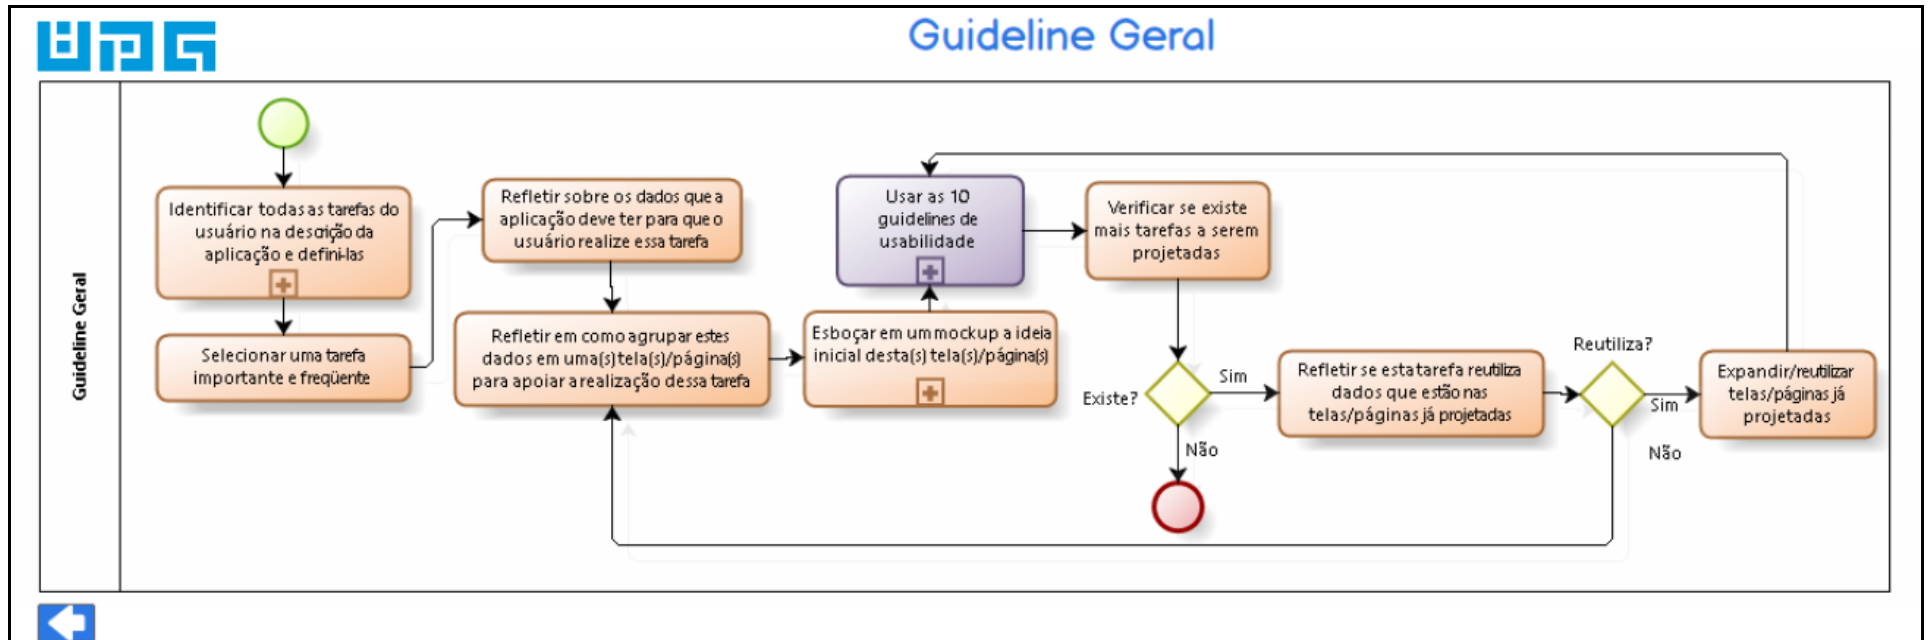 UPG
Guideline Geral
Guideline Geral
Identificar todas as tarefas do
usuário na descrição da
aplicação e defini-las
Selecionar uma tarefa
importante e freqüente
Refletir sobre os dados que a
aplicação deve ter para que o
usuário realize essa tarefa
Refletir em como agrupar estes
dados em uma(s) tela(s)/página(s)
para apoiar a realização dessa tarefa
Esboçar em um mockup a ideia
inicial desta(s) tela(s)/página(s)
Usar as 10
guidelines de
usabilidade
Verificar se existe
mais tarefas a serem
projetadas
Existe?
Sim
Não
Refletir se esta tarefa reutiliza
dados que estão nas
telas/páginas já projetadas
Reutiliza?
Sim
Não
Expandir/reutilizar
telas/páginas já
projetadas